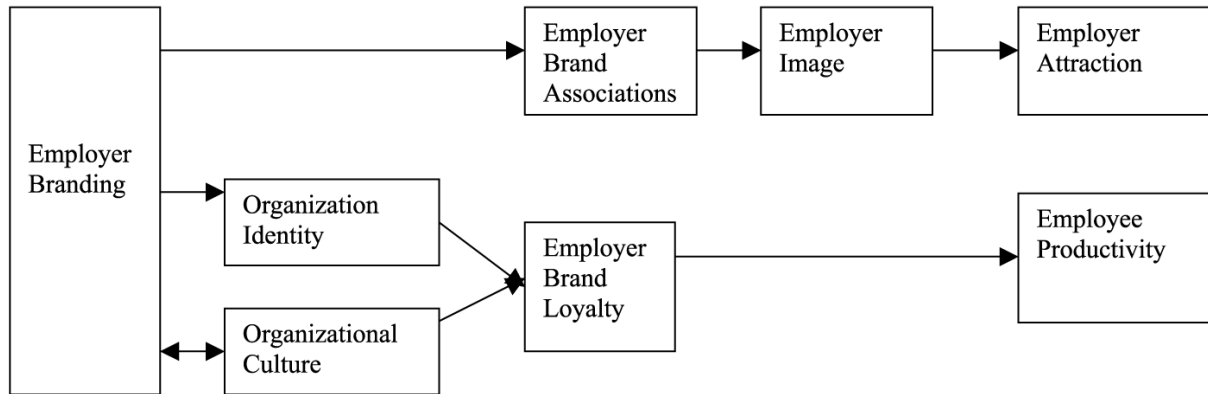 Employer
Branding
Employer
Brand
Associations
Employer
Image
Employer
Attraction
Organization
Identity
Organizational
Culture
Employer
Brand
Loyalty
Employee
Productivity